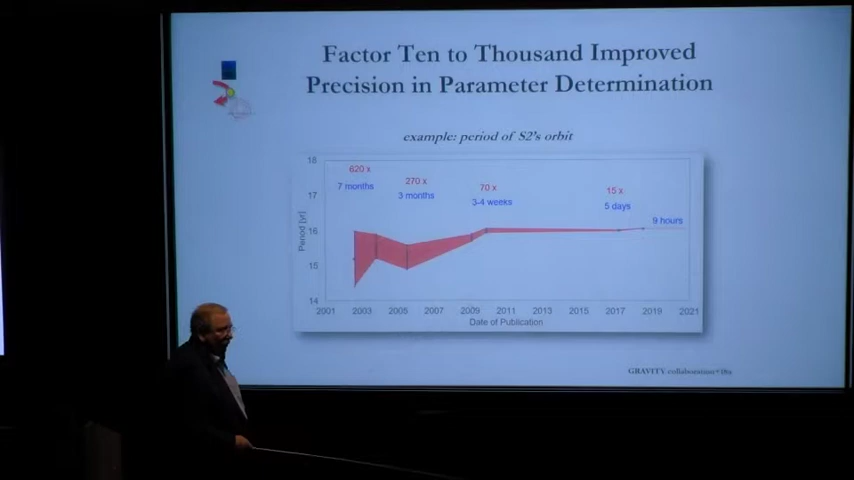 Factor Ten to Thousand Improved
Precision in Parameter Determination
example: period of S2's orbit
18
620 x
7 months
270 x
3 months
70 x
3-4 weeks
15 x
5 days
9 hours
17
16
15
14
Period [yr]
2001 2003 2005 2007 2009 2011 2013 2015 2017 2019 2021
Date of Publication
GRAVITY collaboration